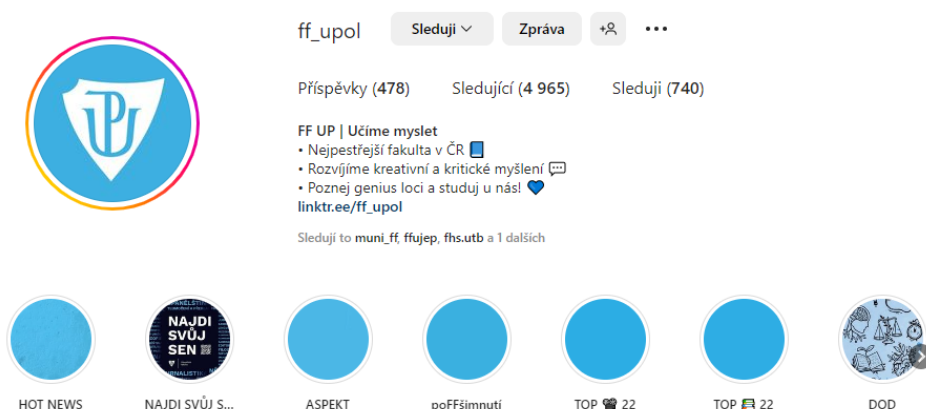 ff_upol Sleduji Zpráva
Příspěvky (478) Sledující (4 965) Sleduji (740)
FF UP | Učíme myslet
• Nejpestřejší fakulta v ČR 📘
• Rozvíjíme kreativní a kritické myšlení 💬
• Poznej genius loci a studuj u nás! 💙
linktr.ee/ff_upol
Sledují to muni_ff, ffujep, fhs.utb a 1 dalších
NAJDI
SVŮJ
SEN
HOT NEWS NAJDI SVŮJ S... ASPEKT poFFšimnutí TOP 📽 22 TOP 📚 22 DOD